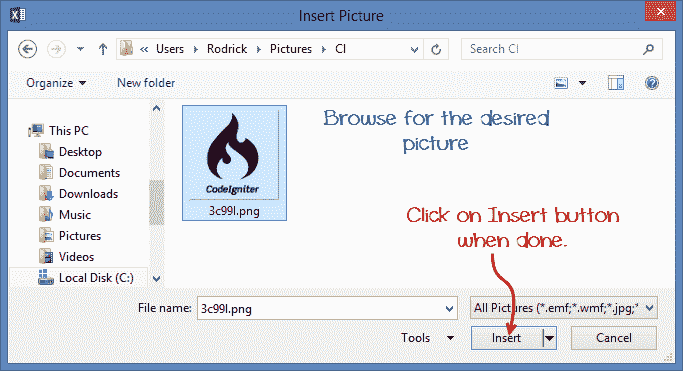 Insert Picture
« Users Rodrick Pictures CI
Search CI
Organize
New folder
This PC
Desktop
Documents
Downloads
Music
Pictures
Videos
Local Disk (C:)
CodeIgniter
3c99l.png
Browse for the desired
picture
Click on Insert button
when done.
File name: 3c99l.png
All Pictures (*.emf;*.wmf;*.jpg;*
Tools
Insert
Cancel